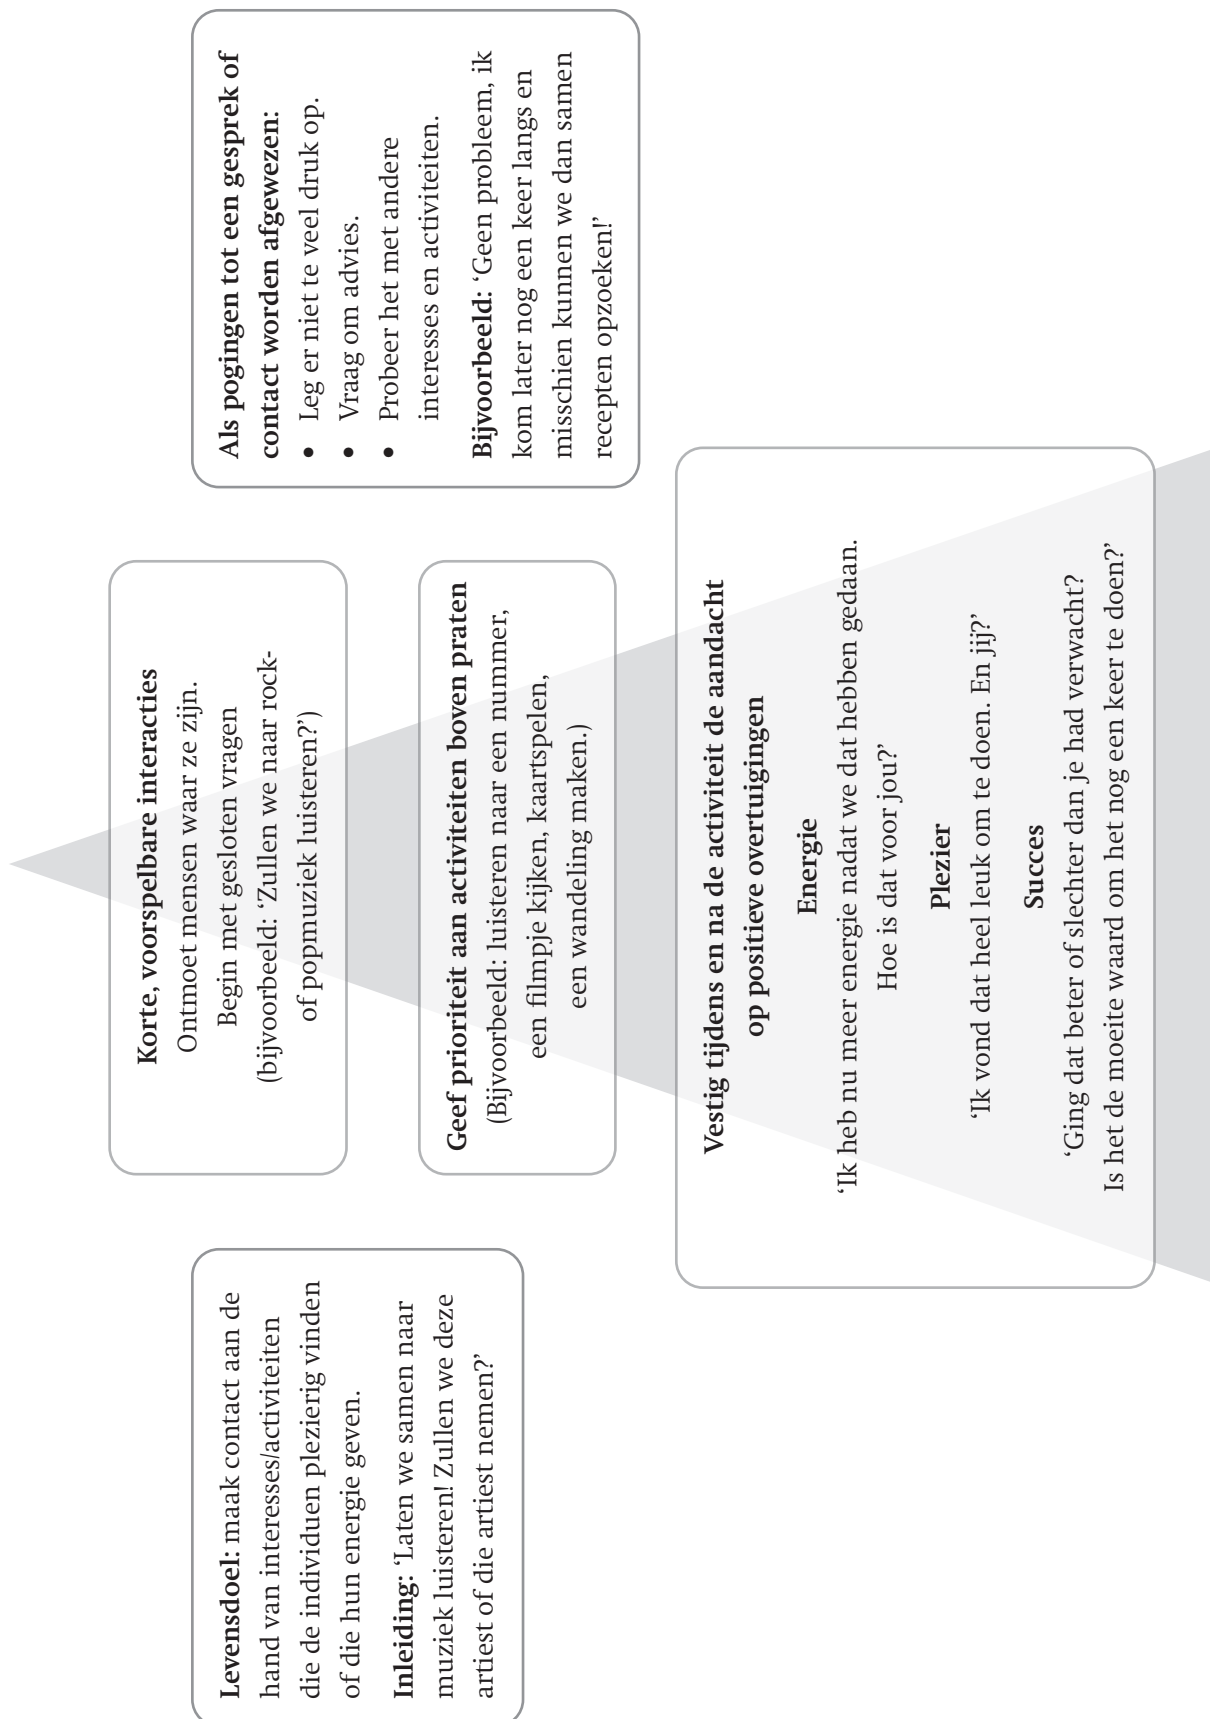 Levensdoel: maak contact aan de
hand van interesses/activiteiten
die de individuen plezierig vinden
of die hun energie geven.
Inleiding: ‘Laten we samen naar
muziek luisteren! Zullen we deze
artiest of die artiest nemen?’
Korte, voorspelbare interacties
Ontmoet mensen waar ze zijn.
Begin met gesloten vragen
(bijvoorbeeld: ‘Zullen we naar rock-
of popmuziek luisteren?’)
Geef prioriteit aan activiteiten boven praten
(Bijvoorbeeld: luisteren naar een nummer,
een filmpje kijken, kaartspelen,
een wandeling maken.)
Als pogingen tot een gesprek of
contact worden afgewezen:
• Leg er niet te veel druk op.
• Vraag om advies.
• Probeer het met andere
interesses en activiteiten.
Bijvoorbeeld: ‘Geen probleem, ik
kom later nog een keer langs en
misschien kunnen we dan samen
recepten opzoeken!’
Vestig tijdens en na de activiteit de aandacht
op positieve overtuigingen
Energie
‘Ik heb nu meer energie nadat we dat hebben gedaan.
Hoe is dat voor jou?’
Plezier
‘Ik vond dat heel leuk om te doen. En jij?’
Succes
‘Ging dat beter of slechter dan je had verwacht?
Is het de moeite waard om het nog een keer te doen?’